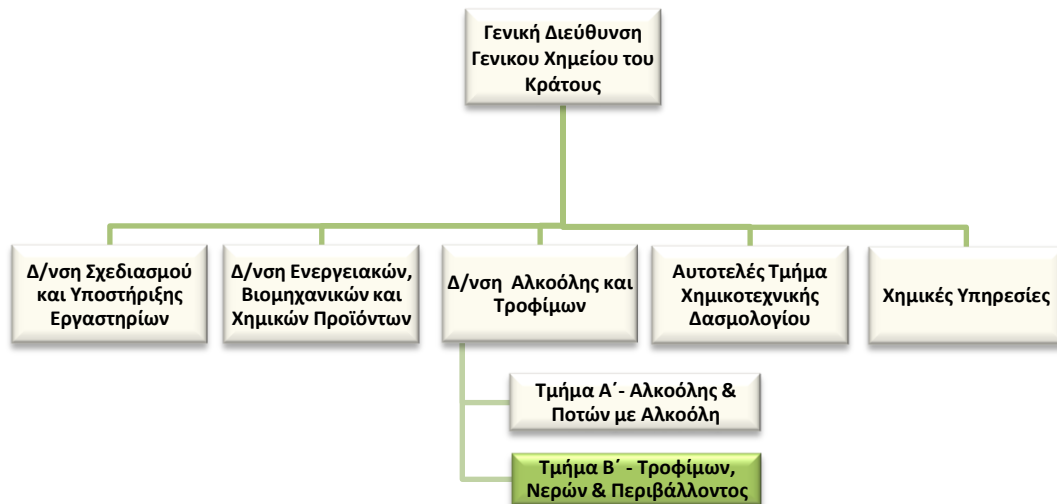 Γενική Διεύθυνση
Γενικου Χημείου του
Κράτους
Δ/νση Σχεδιασμού
και Υποστήριξης
Εργαστηρίων
Δ/νση Ενεργειακών,
Βιομηχανικών και
Χημικών Προϊόντων
Δ/νση Αλκοόλης και
Τροφίμων
Αυτοτελές Τμήμα
Χημικοτεχνικής
Δασμολογίου
Χημικές Υπηρεσίες
Τμήμα Α΄- Αλκοόλης &
Ποτών με Αλκοόλη
Τμήμα Β΄ - Τροφίμων,
Νερών & Περιβάλλοντος